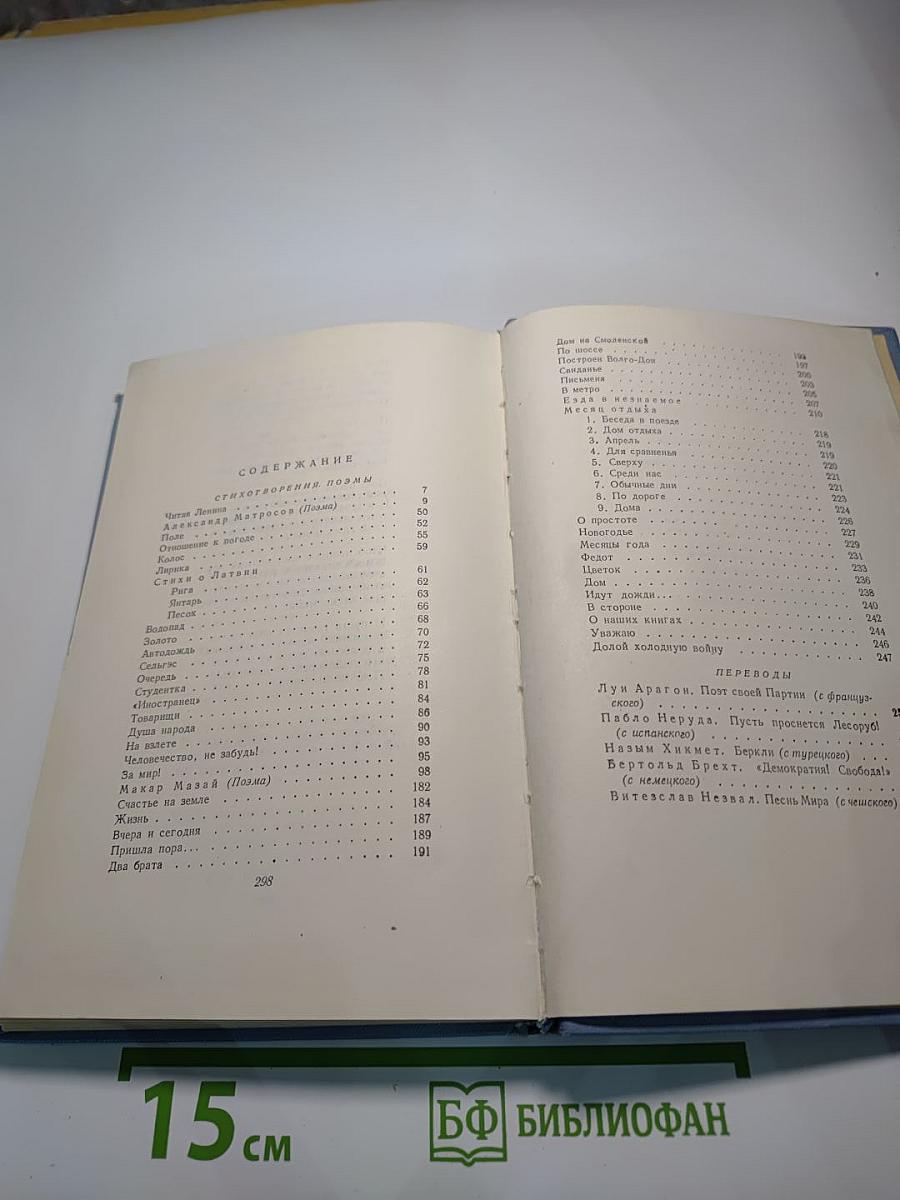 СОДЕРЖАНИЕ
СТИХОТВОРЕНИЯ. ПОЭМЫ
Читая Ленина . . . 7
Александр Матросов (Поэма) . . . 9
Поле . . . 50
Отношение к погоде . . . 52
Колос . . . 55
Лирика . . . 59
Стихи о Латвии
Рига . . . 61
Янтарь . . . 62
Песок . . . 63
Водопад . . . 66
Золото . . . 68
Автодождь . . . 70
Сельгэс . . . 72
Очередь . . . 75
Студентка . . . 78
«Иностранец» . . . 81
Товарищи . . . 84
Душа народа . . . 86
На взлете . . . 90
Человечество, не забудь! . . . 93
За мир! . . . 95
Макар Мазай (Поэма) . . . 98
Счастье на земле . . . 182
Жизнь . . . 184
Вчера и сегодня . . . 187
Пришла пора... . . . 189
Два брата . . . 191
298
Дом на Смоленской . . .
По шоссе . . . 197
Построен Волго-Дон . . . 200
Свиданье . . . 203
Письмена . . . 205
В метро . . . 207
Езда в незнаемое . . . 210
Месяц отдыха
1. Беседа в поезде . . . 218
2. Дом отдыха . . . 219
3. Апрель . . . 219
4. Для сравненья . . . 220
5. Сверху . . . 221
6. Среди нас . . . 221
7. Обычные дни . . . 223
8. По дороге . . . 224
9. Дома . . . 226
О простоте . . . 227
Новогодье . . . 229
Месяцы года . . . 231
Федот . . . 233
Цветок . . . 236
Дом . . . 238
Идут дожди... . . . 240
В стороне . . . 242
О наших книгах . . . 244
Уважаю . . . 246
Долой холодную войну . . . 247
ПЕРЕВОДЫ
Луи Арагон. Поэт своей Партии (с француз-
ского) . . .
Пабло Неруда. Пусть проснется Лесоруб!
(с испанского) . . .
Назым Хикмет. Беркли (с турецкого) . . .
Бертольд Брехт. «Демократия! Свобода!»
(с немецкого) . . .
Витезслав Незвал. Песнь Мира (с чешского)
15 см
БФ БИБЛИОФАН